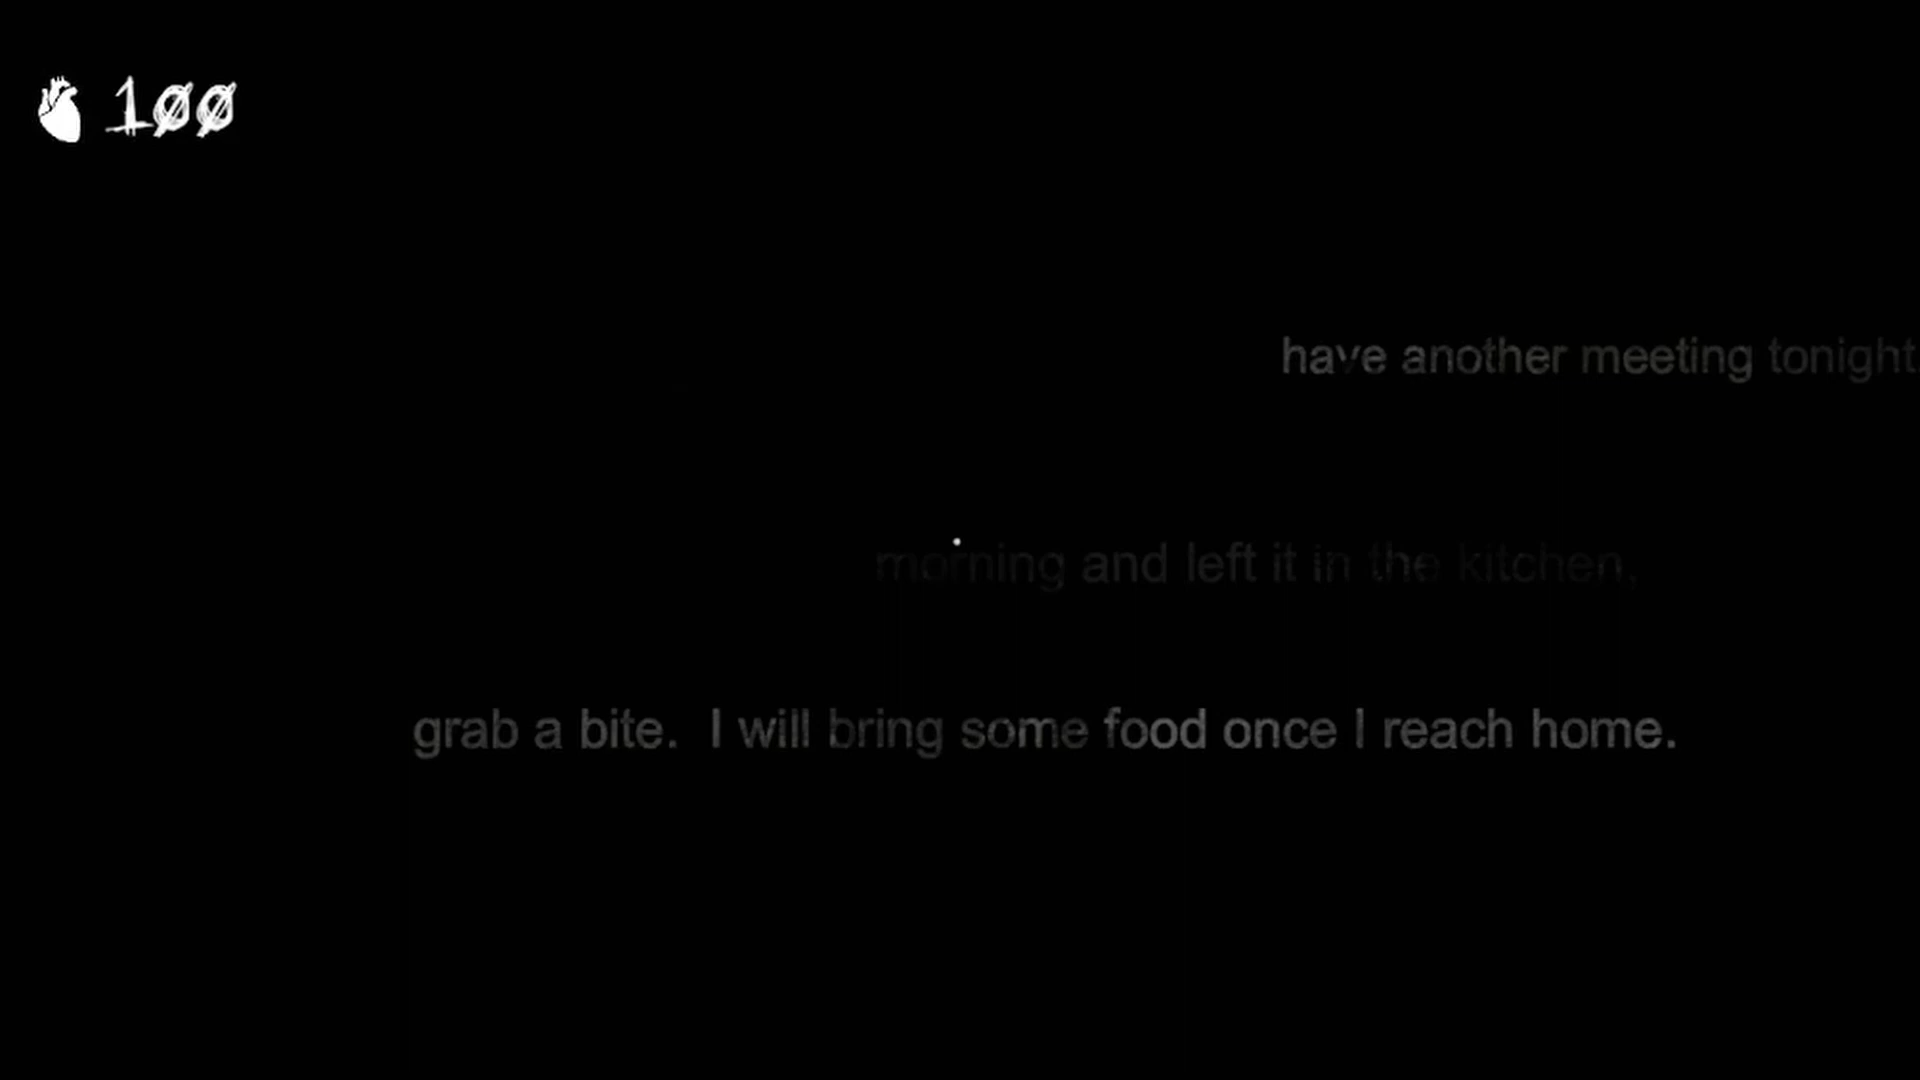 100
have another meeting tonight.
morning and left it in the kitchen,
grab a bite. I will bring some food once I reach home.